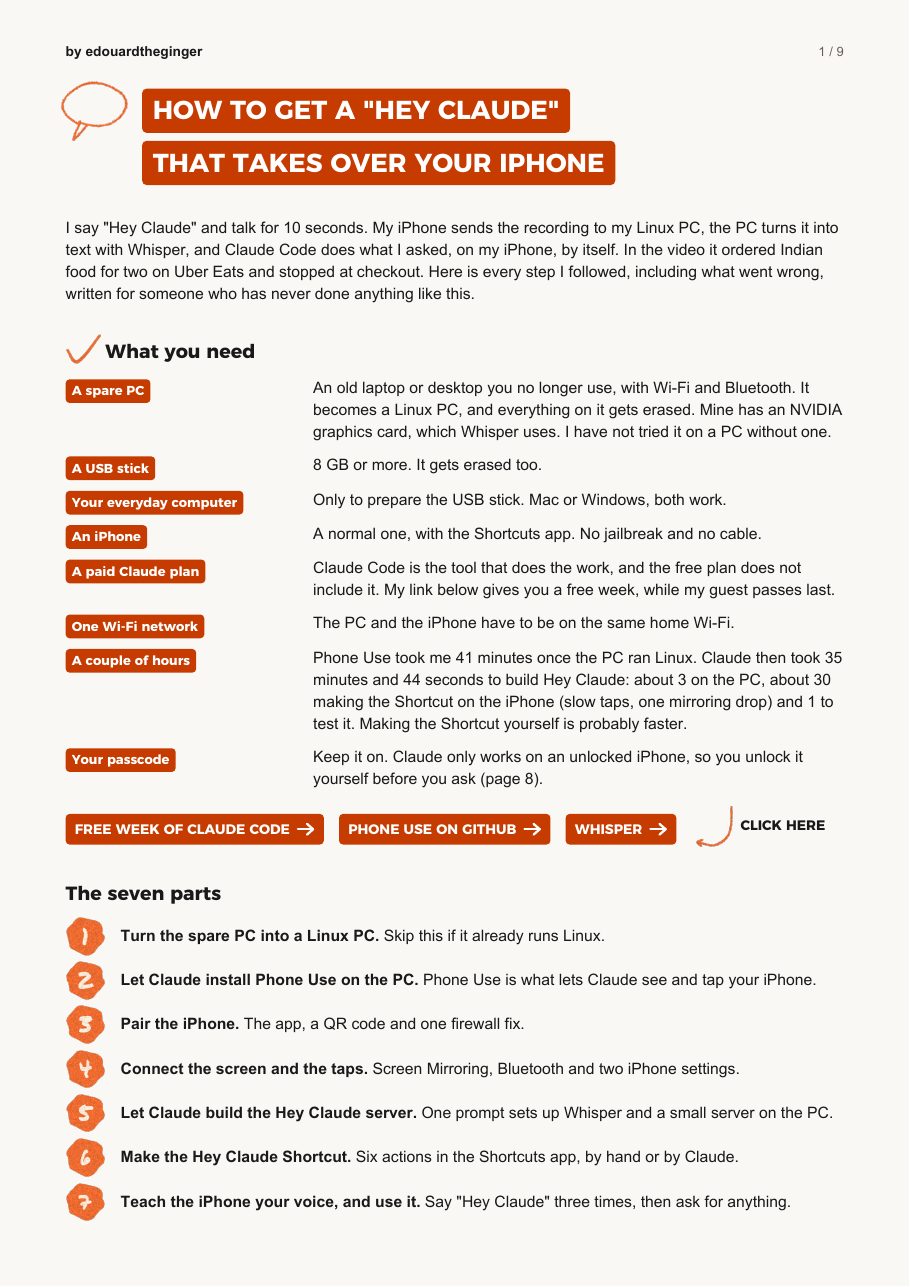 by edouardtheginger
1 / 9
HOW TO GET A "HEY CLAUDE"
THAT TAKES OVER YOUR IPHONE
I say "Hey Claude" and talk for 10 seconds. My iPhone sends the recording to my Linux PC, the PC turns it into
text with Whisper, and Claude Code does what I asked, on my iPhone, by itself. In the video it ordered Indian
food for two on Uber Eats and stopped at checkout. Here is every step I followed, including what went wrong,
written for someone who has never done anything like this.
What you need
A spare PC
An old laptop or desktop you no longer use, with Wi-Fi and Bluetooth. It
becomes a Linux PC, and everything on it gets erased. Mine has an NVIDIA
graphics card, which Whisper uses. I have not tried it on a PC without one.
A USB stick
8 GB or more. It gets erased too.
Your everyday computer
Only to prepare the USB stick. Mac or Windows, both work.
An iPhone
A normal one, with the Shortcuts app. No jailbreak and no cable.
A paid Claude plan
Claude Code is the tool that does the work, and the free plan does not
include it. My link below gives you a free week, while my guest passes last.
One Wi-Fi network
The PC and the iPhone have to be on the same home Wi-Fi.
A couple of hours
Phone Use took me 41 minutes once the PC ran Linux. Claude then took 35
minutes and 44 seconds to build Hey Claude: about 3 on the PC, about 30
making the Shortcut on the iPhone (slow taps, one mirroring drop) and 1 to
test it. Making the Shortcut yourself is probably faster.
Your passcode
Keep it on. Claude only works on an unlocked iPhone, so you unlock it
yourself before you ask (page 8).
FREE WEEK OF CLAUDE CODE →
PHONE USE ON GITHUB →
WHISPER →
CLICK HERE
The seven parts
1 Turn the spare PC into a Linux PC. Skip this if it already runs Linux.
2 Let Claude install Phone Use on the PC. Phone Use is what lets Claude see and tap your iPhone.
3 Pair the iPhone. The app, a QR code and one firewall fix.
4 Connect the screen and the taps. Screen Mirroring, Bluetooth and two iPhone settings.
5 Let Claude build the Hey Claude server. One prompt sets up Whisper and a small server on the PC.
6 Make the Hey Claude Shortcut. Six actions in the Shortcuts app, by hand or by Claude.
7 Teach the iPhone your voice, and use it. Say "Hey Claude" three times, then ask for anything.